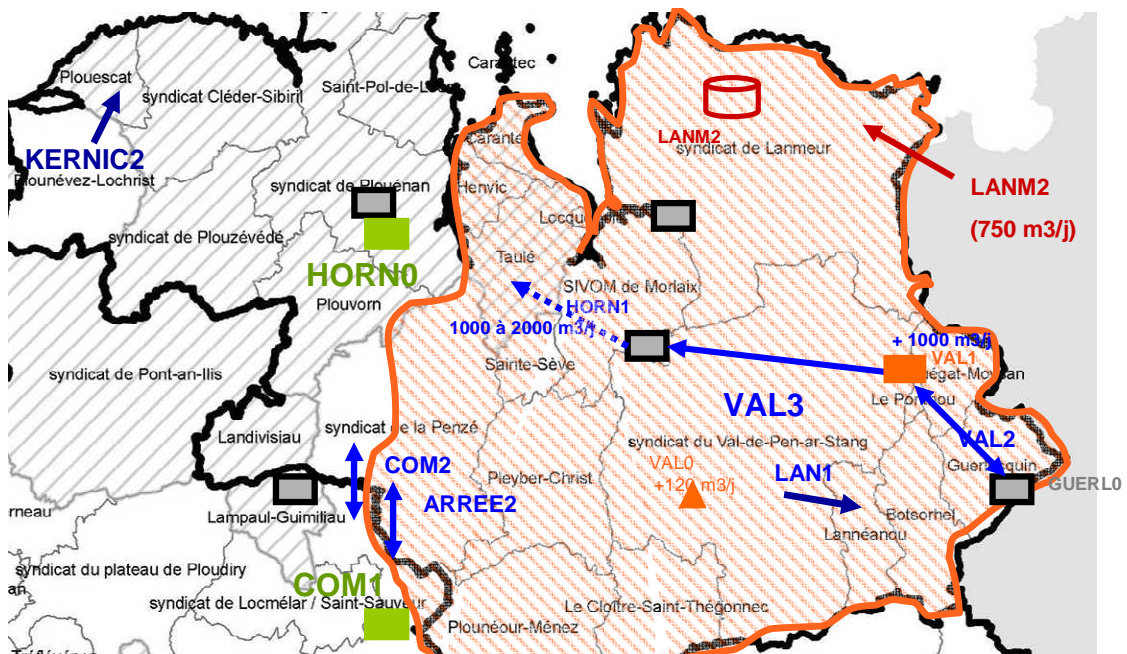 Carantec
Plouescat
syndicat Cléder-Sibiril
Saint-Pol-de-Léon
LANM2
syndicat de Lanmeur
Carantec
KERNIC2
Plounévez-Lochrist
syndicat de Plouénan
Henvic
LANM2
(750 m3/j)
Locquénolé
syndicat de Plouzévédé
Taulé
HORN0
SIVOM de Morlaix
Plouvorn
HORN1
1000 à 2000 m3/j
+ 1000 m3/j
VAL1
Sainte-Sève
syndicat de Pont-an-Ilis
Le Ponthou
VAL3
Landivisiau
syndicat de la Penzé
syndicat du Val-de-Pen-ar-Stang
VAL2
COM2
VAL0
Guerlesquin
Pleyber-Christ
LAN1
+120 m3/j
GUERL0
ARREE2
Lampaul-Guimiliau
Botsorhel
Lannéanou
syndicat du plateau de Ploudiry
COM1
syndicat de Locmélar / Saint-Sauveur
Le Cloître-Saint-Thégonnec
Plounéour-Ménez